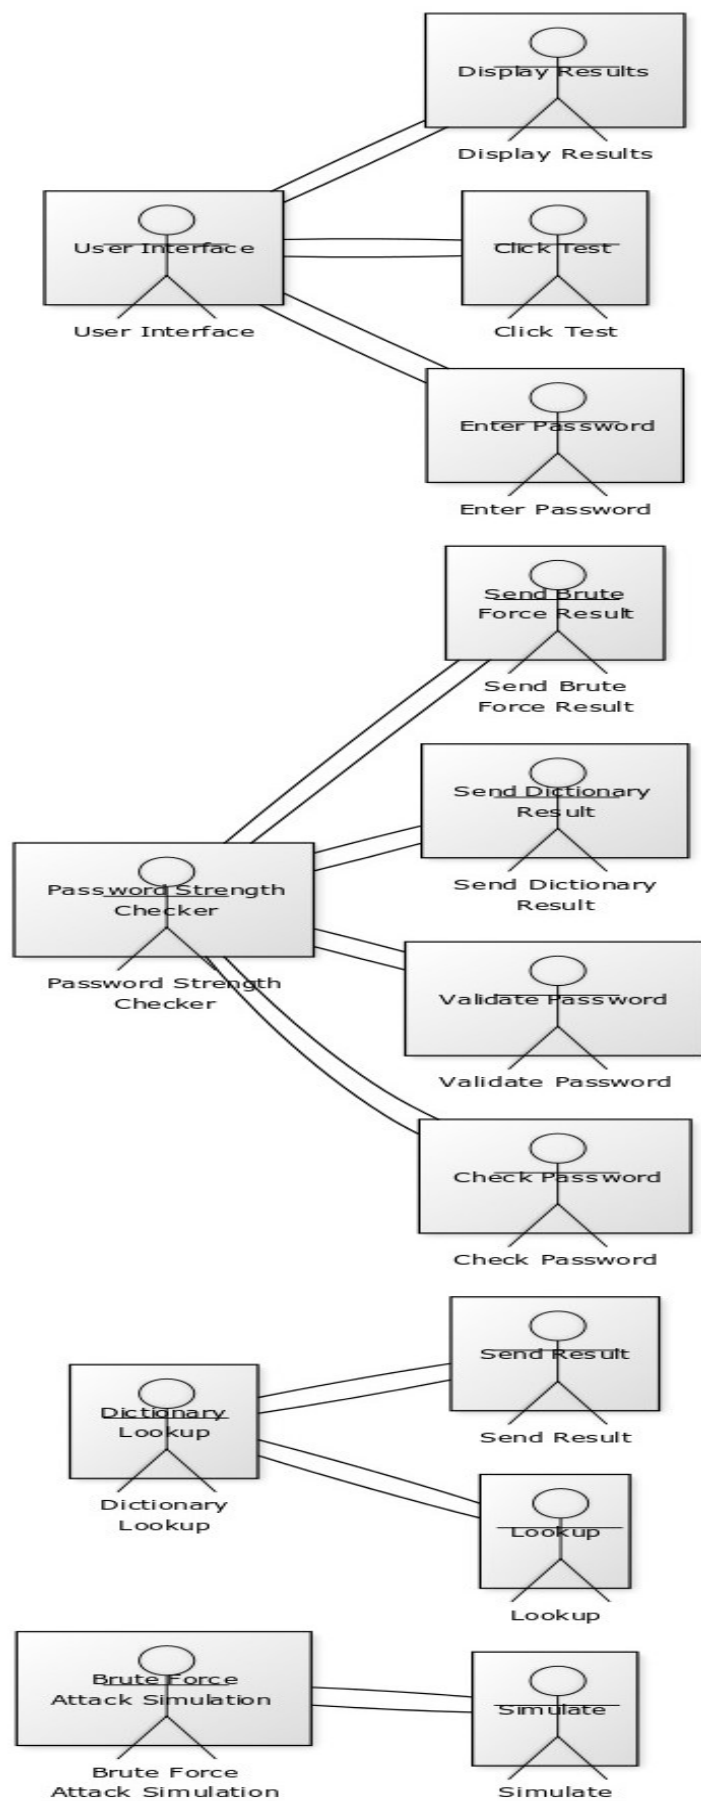 Display Results
Display Results
User Interface
User Interface
Click Test
Click Test
Enter Password
Enter Password
Send Brute
Force Result
Send Brute
Force Result
Send Dictionary
Result
Send Dictionary
Result
Password Strength
Checker
Password Strength
Checker
Validate Password
Validate Password
Check Password
Check Password
Send Result
Send Result
Dictionary
Lookup
Dictionary
Lookup
Lookup
Lookup
Brute Force
Attack Simulation
Brute Force
Attack Simulation
Simulate
Simulate